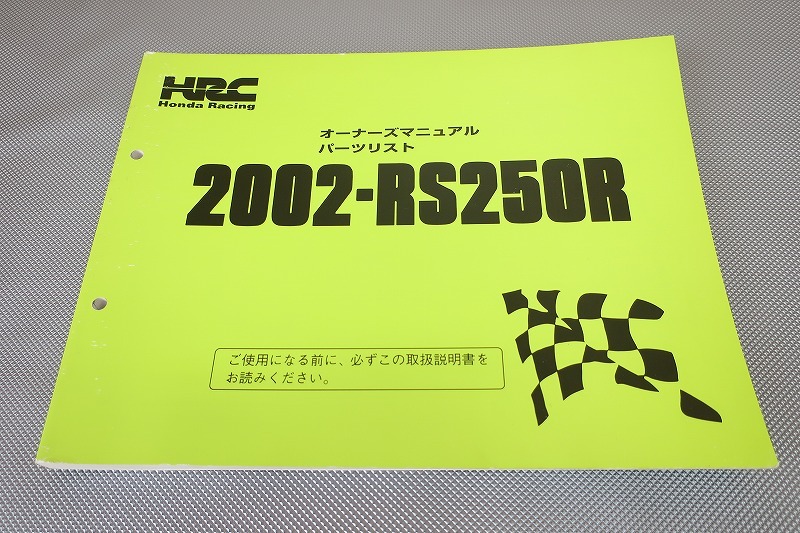 HRC
Honda Racing
オーナーズマニュアル
パーツリスト
2002-RS250R
ご使用になる前に、必ずこの取扱説明書を
お読みください。